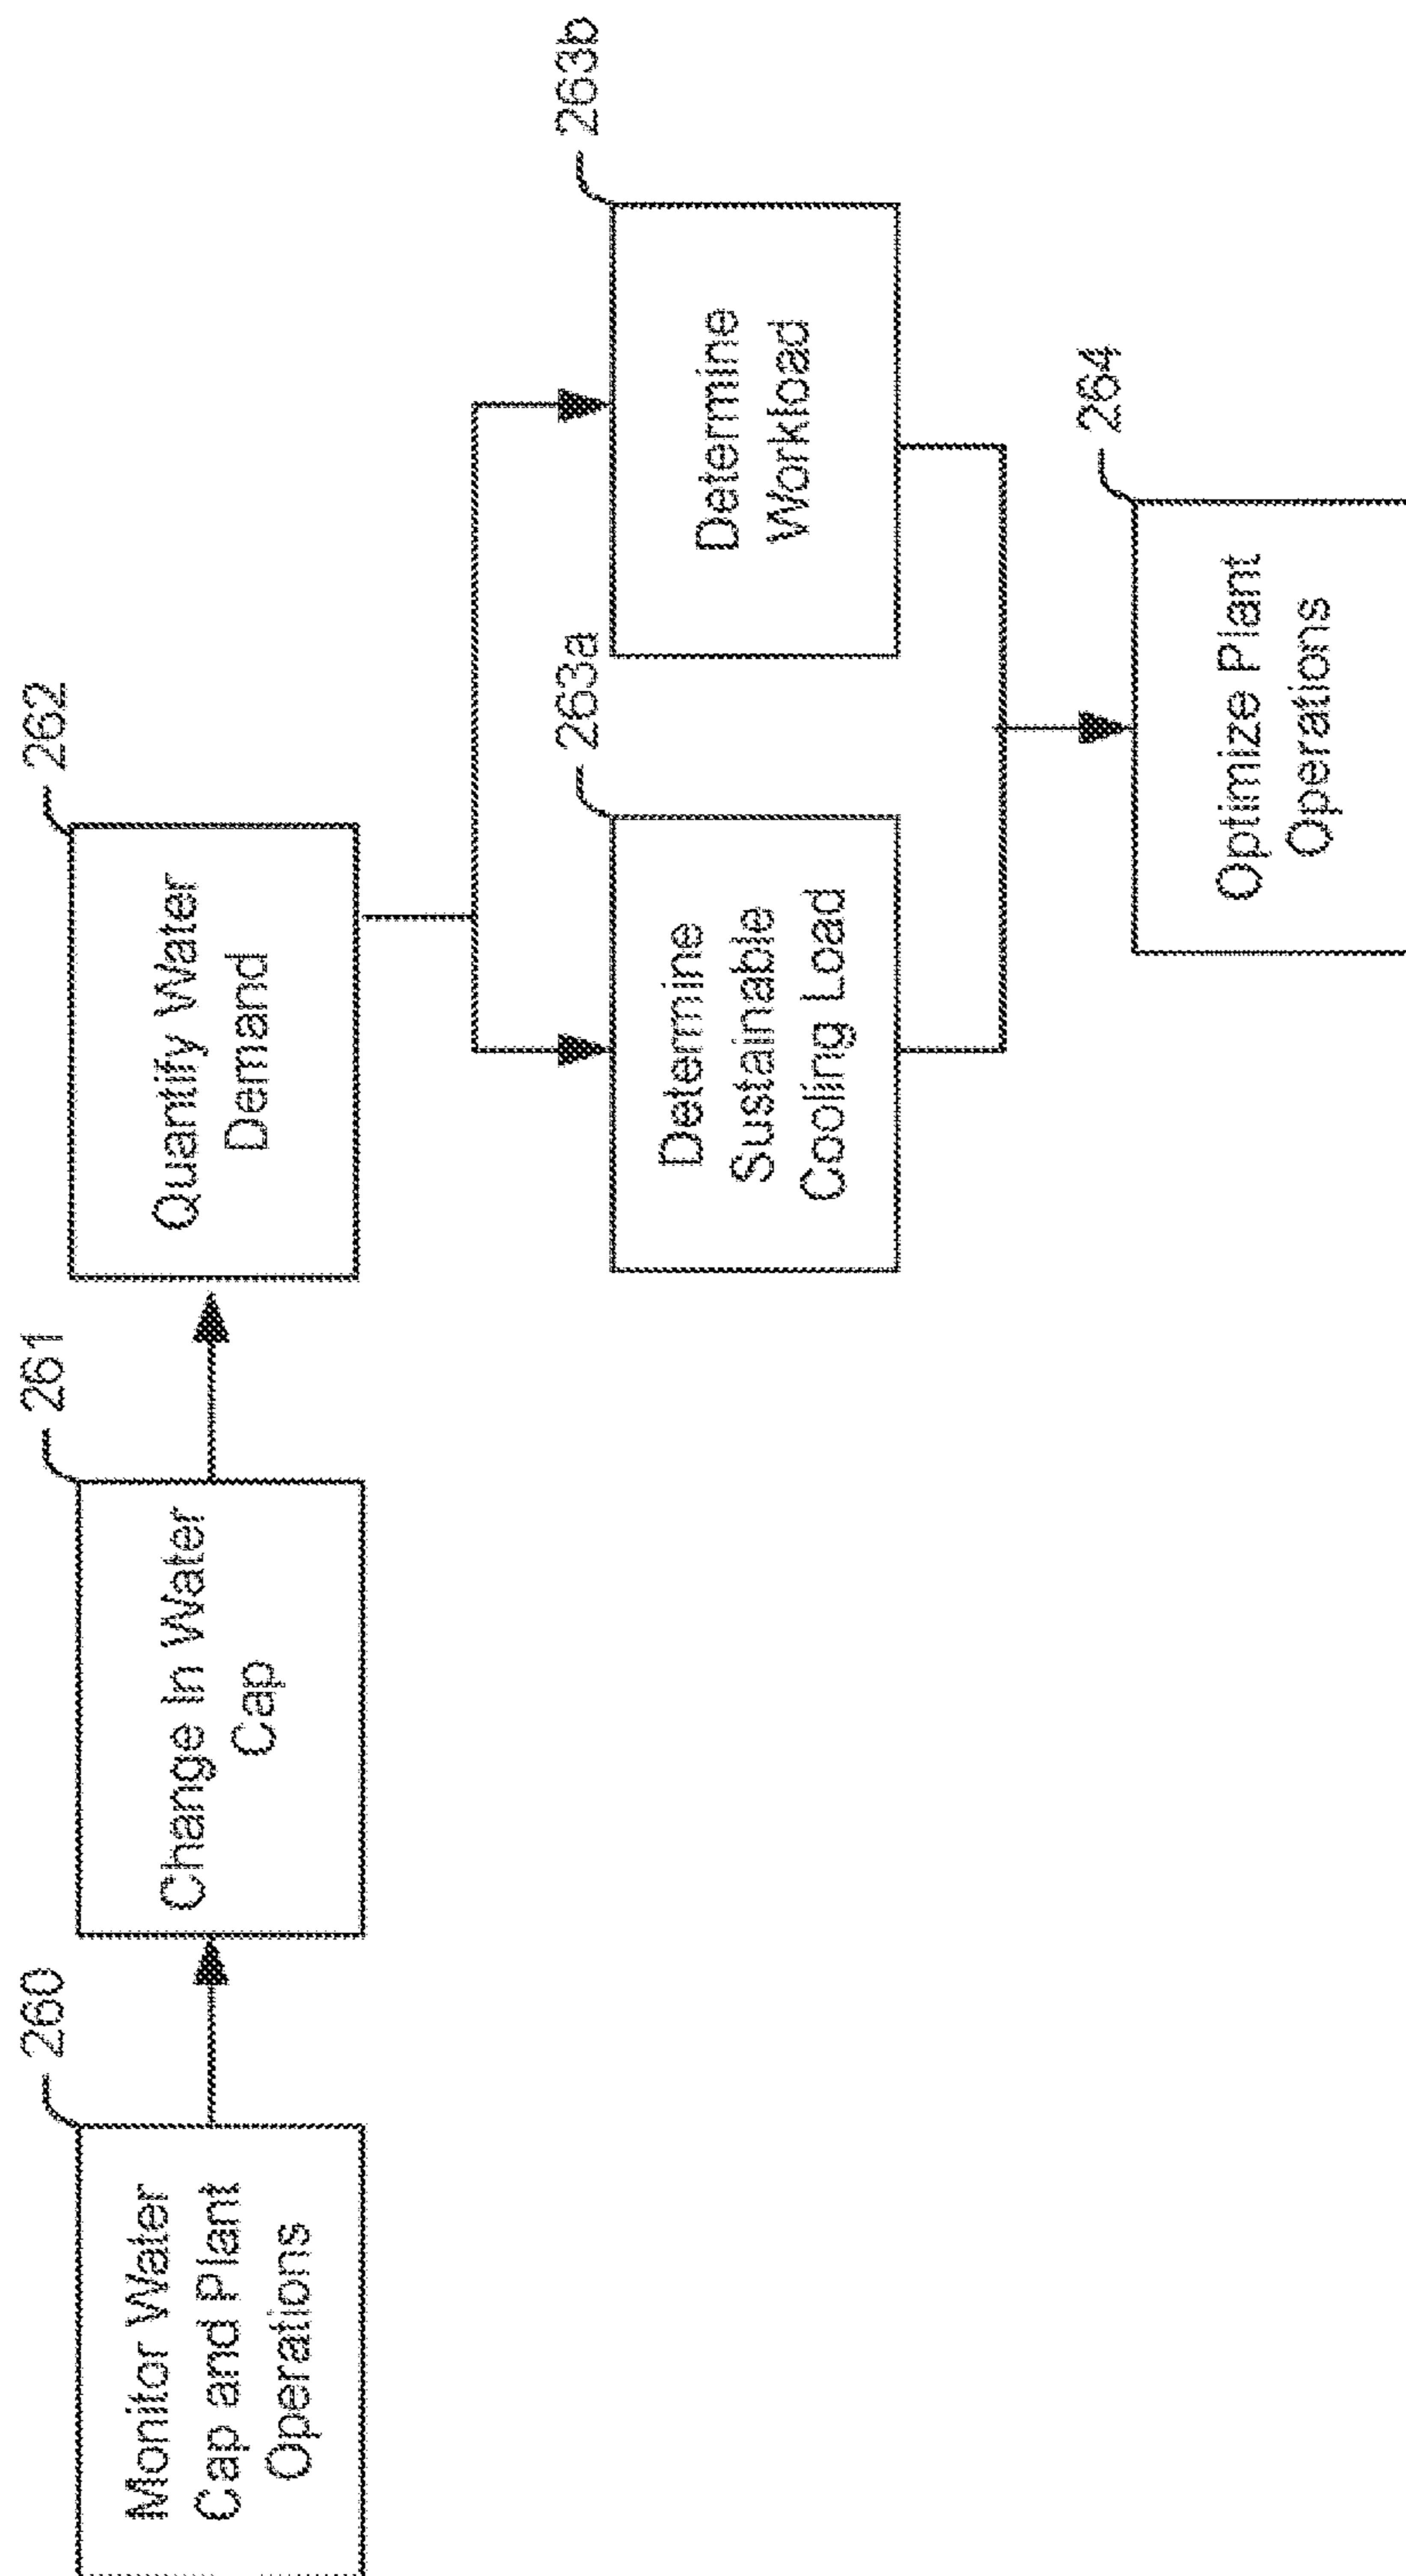 260
Monitor Water
Cap and Plant
Operations
261
Change In Water
Cap
262
Quantify Water
Demand
263a
Determine
Sustainable
Cooling Load
263b
Determine
Workload
264
Optimize Plant
Operations